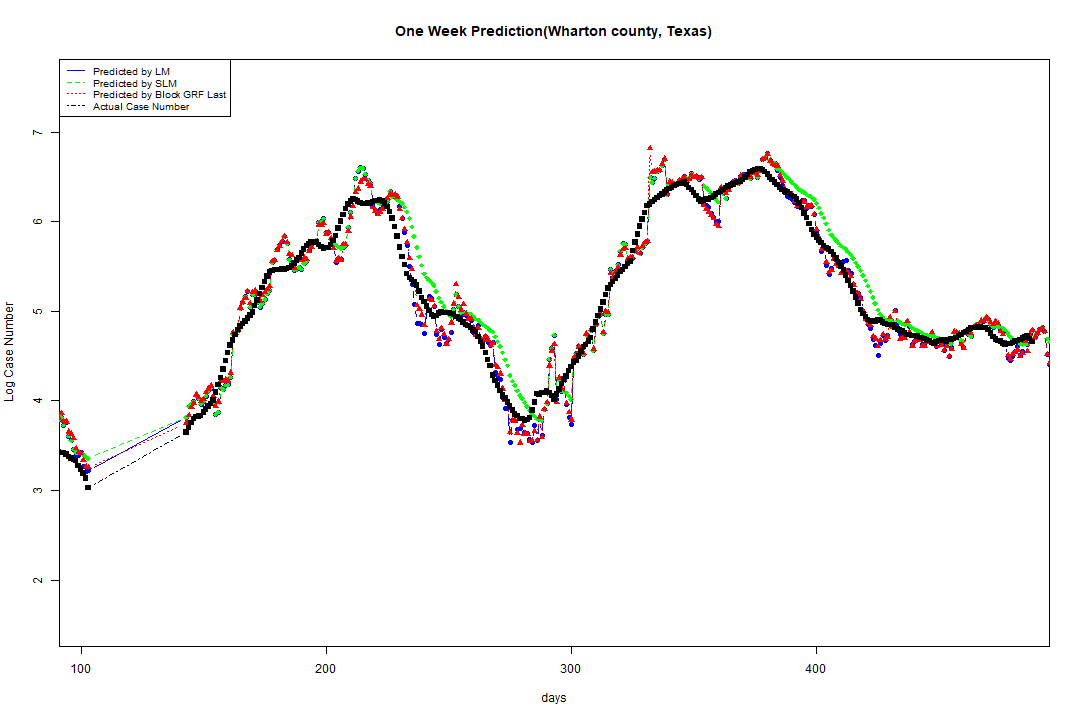 One Week Prediction(Wharton county, Texas)
Predicted by LM
Predicted by SLM
Predicted by Block GRF Last
Actual Case Number
Log Case Number
7
6
5
4
3
2
100 200 300 400
days